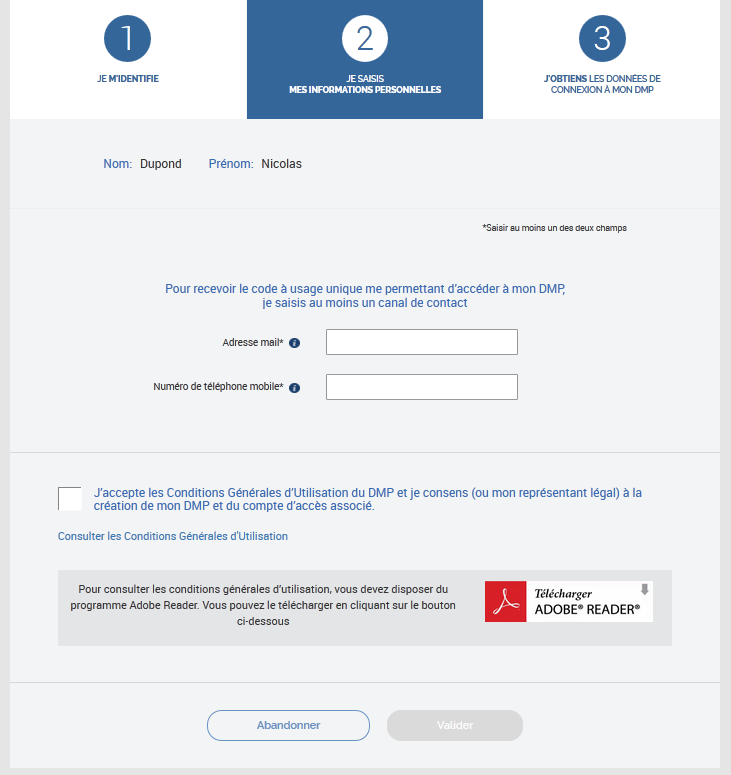 1
JE M'IDENTIFIE
2
JE SAISIS
MES INFORMATIONS PERSONNELLES
3
J'OBTIENS LES DONNÉES DE
CONNEXION À MON DMP
Nom: Dupond Prénom: Nicolas
*Saisir au moins un des deux champs
Pour recevoir le code à usage unique me permettant d'accéder à mon DMP,
je saisis au moins un canal de contact
Adresse mail* i
Numéro de téléphone mobile* i
J'accepte les Conditions Générales d'Utilisation du DMP et je consens (ou mon représentant légal) à la
création de mon DMP et du compte d'accès associé.
Consulter les Conditions Générales d'Utilisation
Pour consulter les conditions générales d'utilisation, vous devez disposer du
programme Adobe Reader. Vous pouvez le télécharger en cliquant sur le bouton
ci-dessous
Télécharger
ADOBE® READER®
Abandonner
Valider